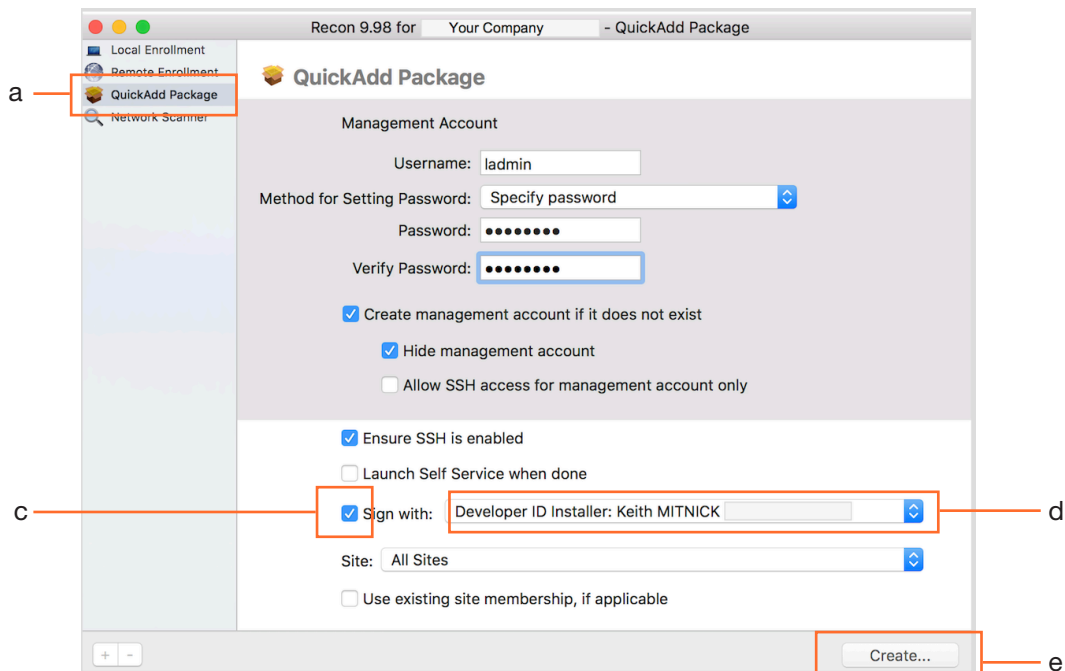 Recon 9.98 for Your Company - QuickAdd Package
Local Enrollment
Remote Enrollment
a
QuickAdd Package
Network Scanner
QuickAdd Package
Management Account
Username: ladmin
Method for Setting Password: Specify password
Password: ••••••••
Verify Password: ••••••••
Create management account if it does not exist
Hide management account
Allow SSH access for management account only
Ensure SSH is enabled
Launch Self Service when done
c
Sign with: Developer ID Installer: Keith MITNICK
d
Site: All Sites
Use existing site membership, if applicable
+ -
Create...
e